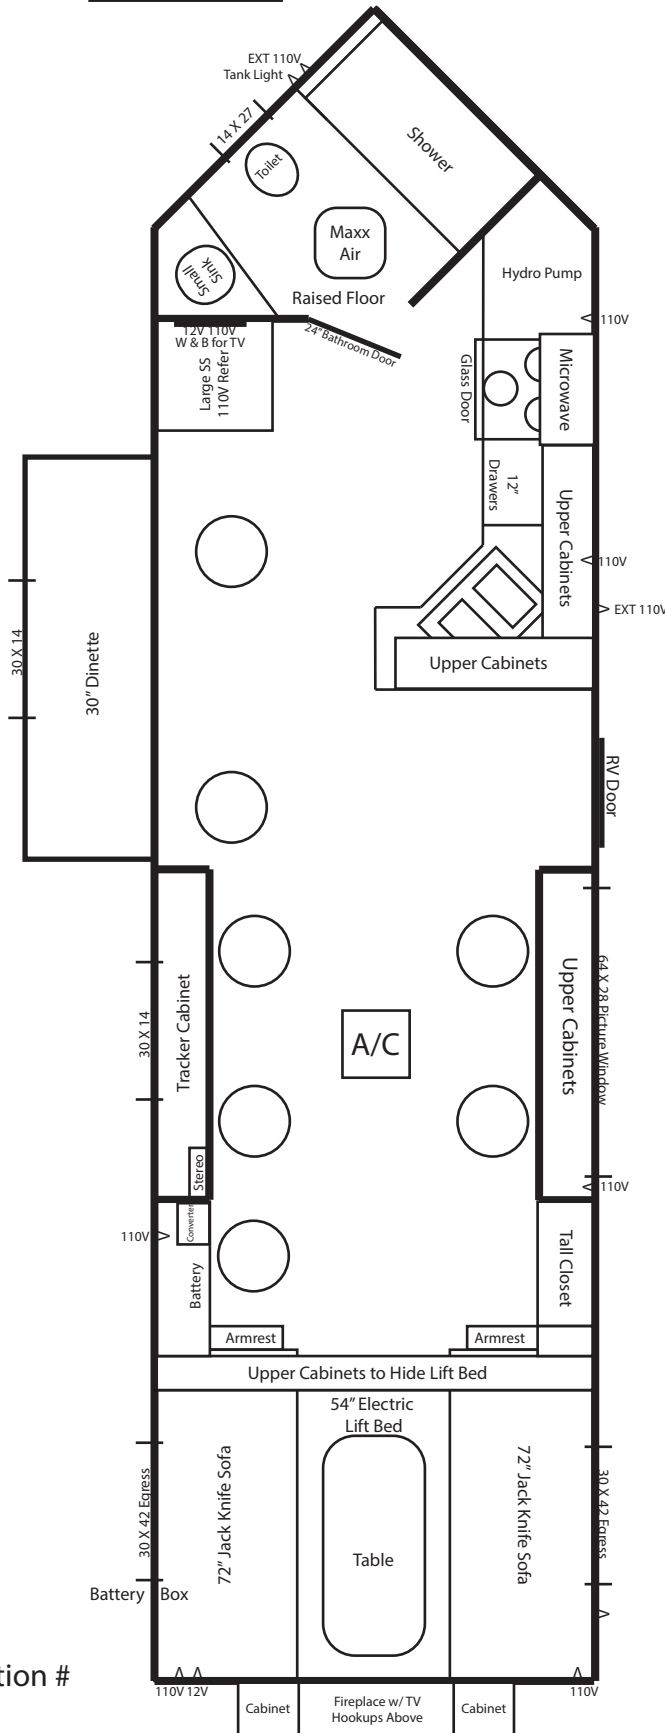 EXT 110V
Tank Light
14 X 27
Toilet
Shower
Small
Sink
Maxx
Air
Raised Floor
Hydro Pump
110V
12V 110V
W & B for TV
24" Bathroom Door
Large SS
110V Refer
Glass Door
Microwave
12"
Drawers
Upper Cabinets
110V
EXT 110V
30 X 14
30" Dinette
Upper Cabinets
RV Door
Tracker Cabinet
30 X 14
A/C
Upper Cabinets
64 X 28 Picture Window
Stereo
110V
Converter
110V
Battery
Tall Closet
Armrest
Armrest
Upper Cabinets to Hide Lift Bed
54" Electric
Lift Bed
30 X 42 Egress
72" Jack Knife Sofa
Table
72" Jack Knife Sofa
30 X 42 Egress
Battery Box
tion #
110V 12V
110V
Cabinet
Fireplace w/ TV
Hookups Above
Cabinet